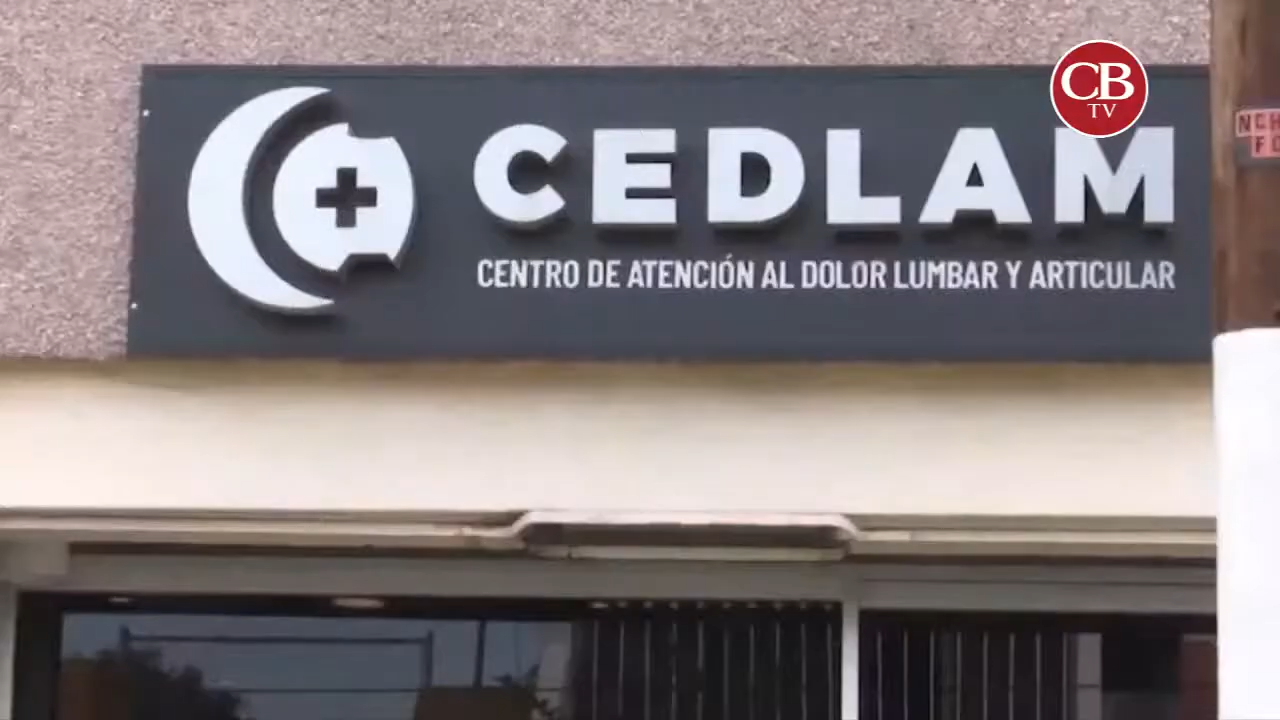 CB
TV
CEDLAM
CENTRO DE ATENCIÓN AL DOLOR LUMBAR Y ARTICULAR